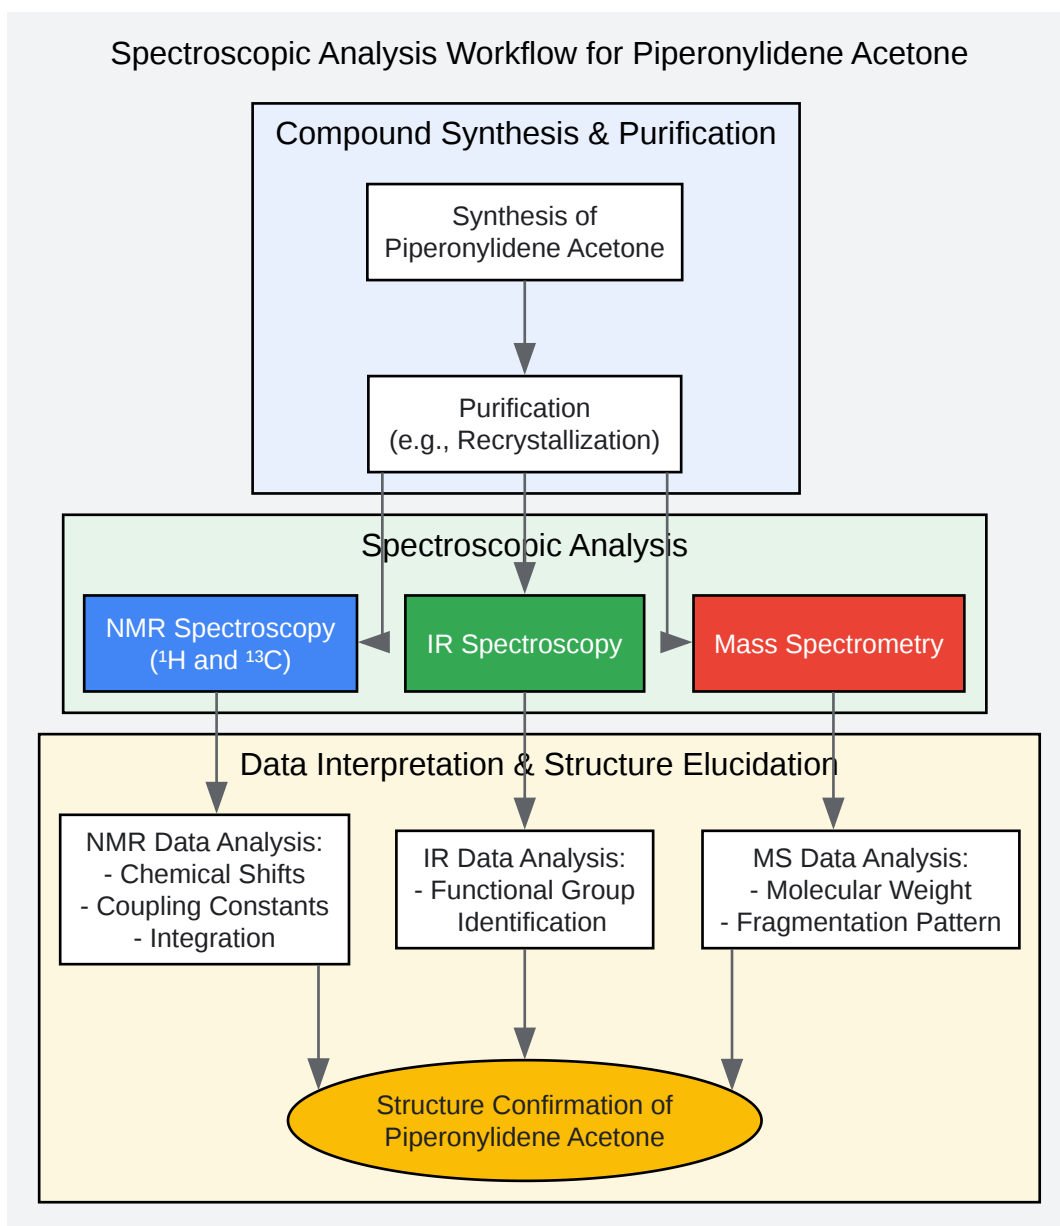 Spectroscopic Analysis Workflow for Piperonylidene Acetone
Compound Synthesis & Purification
Synthesis of
Piperonylidene Acetone
Purification
(e.g., Recrystallization)
Spectroscopic Analysis
NMR Spectroscopy
(¹H and ¹³C)
IR Spectroscopy
Mass Spectrometry
Data Interpretation & Structure Elucidation
NMR Data Analysis:
- Chemical Shifts
- Coupling Constants
- Integration
IR Data Analysis:
- Functional Group
Identification
MS Data Analysis:
- Molecular Weight
- Fragmentation Pattern
Structure Confirmation of
Piperonylidene Acetone